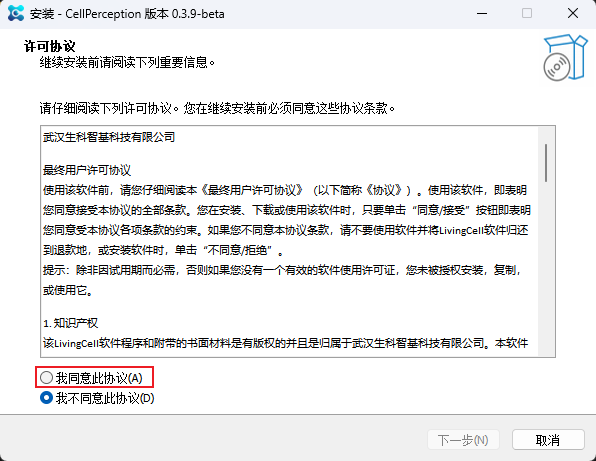 安装 - CellPerception 版本 0.3.9-beta
许可协议
继续安装前请阅读下列重要信息。
请仔细阅读下列许可协议。您在继续安装前必须同意这些协议条款。
武汉生科智基科技有限公司
最终用户许可协议
使用该软件前，请您仔细阅读本《最终用户许可协议》（以下简称《协议》）。使用该软件，即表明
您同意接受本协议的全部条款。您在安装、下载或使用该软件时，只要单击“同意/接受”按钮即表明
您同意受本协议各项条款的约束。如果您不同意本协议条款，请不要使用软件并将LivingCell软件归还
到退款地，或安装软件时，单击“不同意/拒绝”。
提示：除非因试用期而必需，否则如果您没有一个有效的软件使用许可证，您未被授权安装，复制，
或使用它。
1. 知识产权
该LivingCell软件程序和附带的书面材料是有版权的并且是归属于武汉生科智基科技有限公司。本软件
我同意此协议(A)
我不同意此协议(D)
下一步(N)
取消